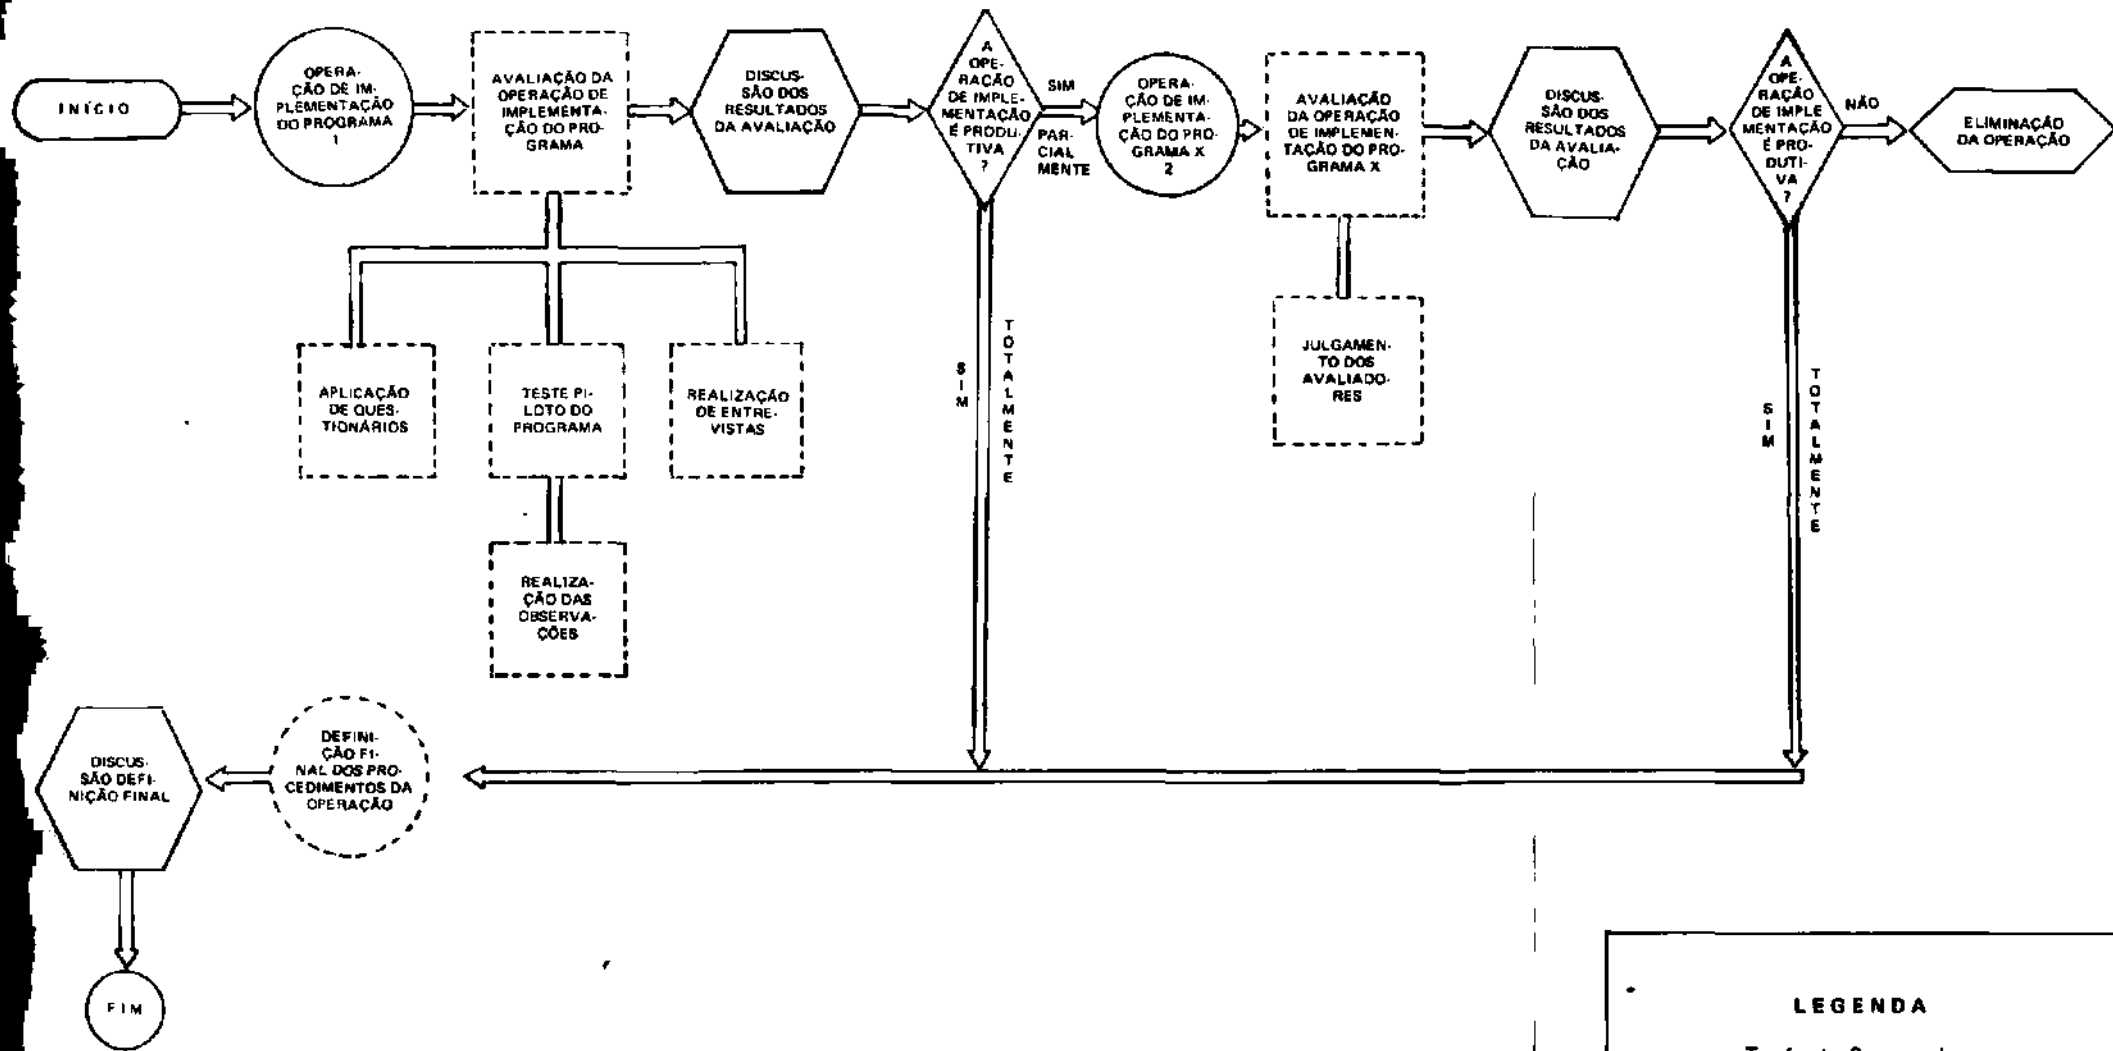 INÍCIO
OPERA-
ÇÃO DE IM-
PLEMENTAÇÃO
DO PROGRAMA
1
AVALIAÇÃO DA
OPERAÇÃO DE
IMPLEMENTA-
ÇÃO DO PRO-
GRAMA
DISCUS-
SÃO DOS
RESULTADOS
DA AVALIAÇÃO
A
OPE-
RAÇÃO
DE IMPLE-
MENTAÇÃO
É PRODU-
TIVA
?
SIM
PAR-
CIAL
MENTE
OPERA-
ÇÃO DE IM-
PLEMENTA-
ÇÃO DO PRO-
GRAMA X
2
AVALIAÇÃO
DA OPERAÇÃO
DE IMPLEMEN-
TAÇÃO DO PRO-
GRAMA X
DISCUS-
SÃO DOS
RESULTADOS
DA AVALIA-
ÇÃO
A
OPE-
RAÇÃO
DE IMPLE
MENTAÇÃO
É PRO-
DUTI-
VA
?
NÃO
ELIMINAÇÃO
DA OPERAÇÃO
APLICAÇÃO
DE QUES-
TIONÁRIOS
TESTE PI-
LOTO DO
PROGRAMA
REALIZAÇÃO
DE ENTRE-
VISTAS
SIM
TOTALMENTE
JULGAMEN-
TO DOS
AVALIADO-
RES
SIM
TOTALMENTE
REALIZA-
ÇÃO DAS
OBSERVA-
ÇÕES
DISCUS-
SÃO DEFI-
NIÇÃO FINAL
DEFINI-
ÇÃO FI-
NAL DOS PRO-
CEDIMENTOS DA
OPERAÇÃO
FIM
LEGENDA